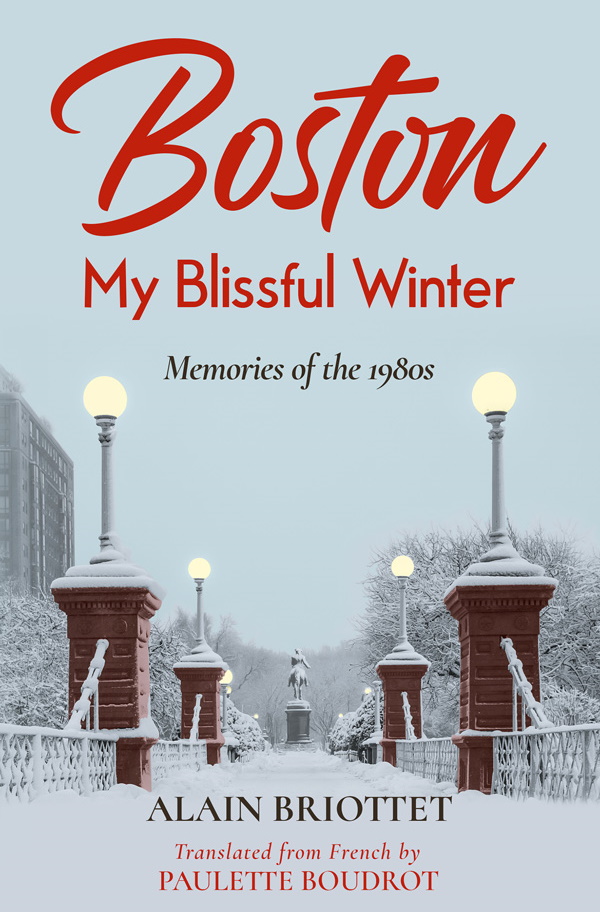 Boston
My Blissful Winter
Memories of the 1980s
ALAIN BRIOTTET
Translated from French by
PAULETTE BOUDROT